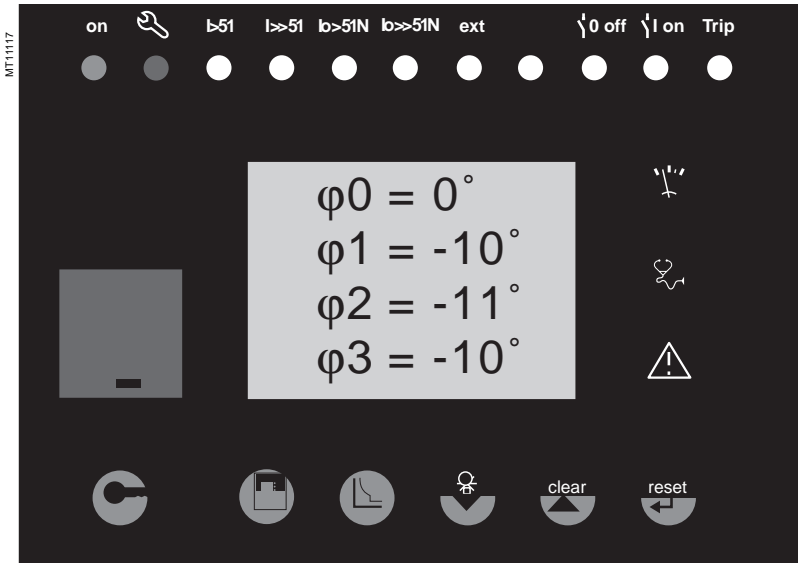 MT11117
on I>51 I>>51 Io>51N Io>>51N ext 0 off I on Trip
φ0 = 0°
φ1 = -10°
φ2 = -11°
φ3 = -10°
clear reset